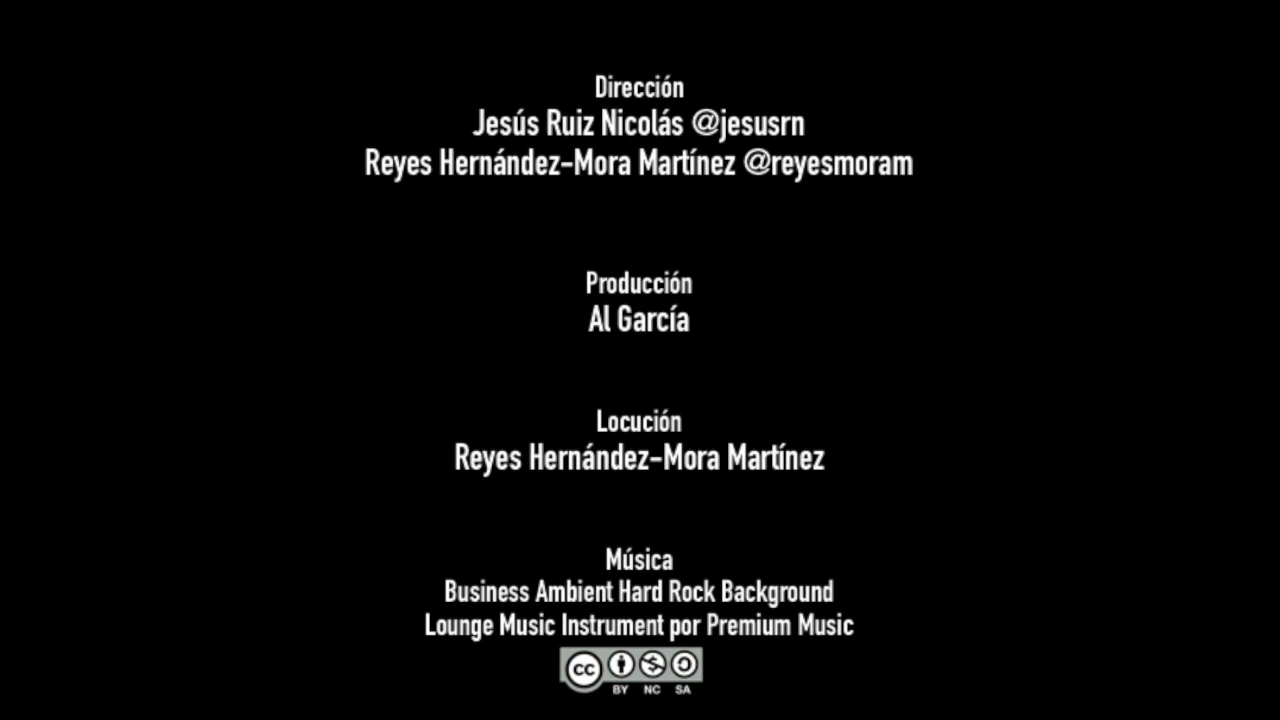 Dirección
Jesús Ruiz Nicolás @jesusrn
Reyes Hernández-Mora Martínez @reyesmoram
Producción
Al García
Locución
Reyes Hernández-Mora Martínez
Música
Business Ambient Hard Rock Background
Lounge Music Instrument por Premium Music
cc
BY NC SA